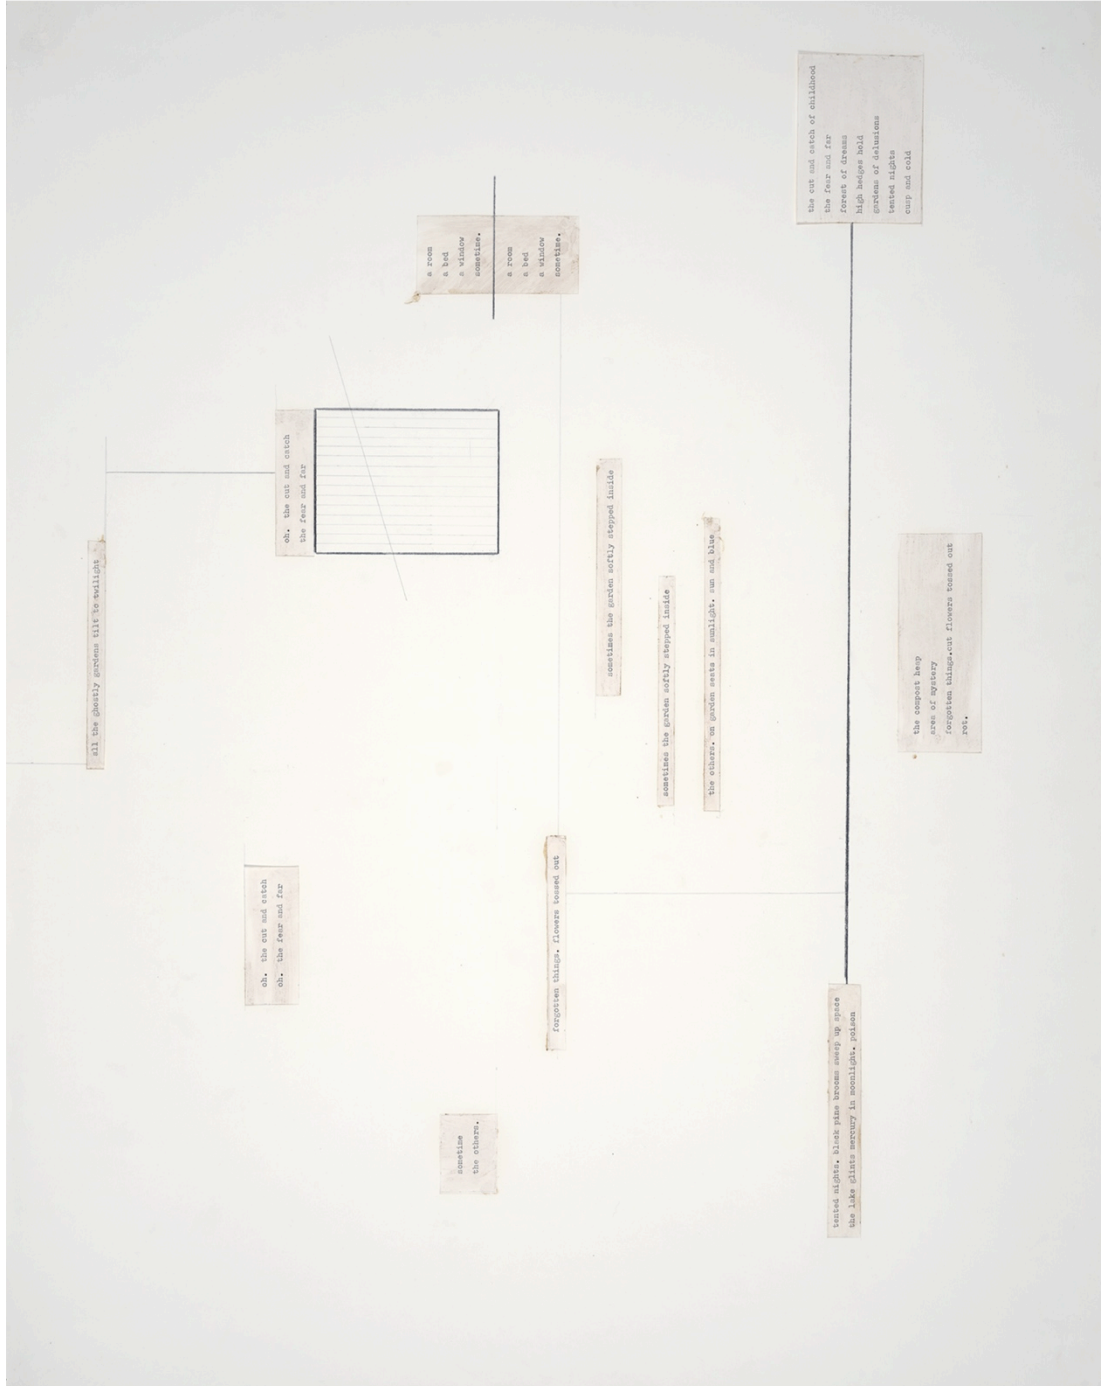 all the ghostly gardens tilt to twilight
oh. the cut and catch
oh. the fear and far
oh. the cut and catch
the fear and far
a room
a bed
a window
sometime.
a room
a bed
a window
sometime.
sometime
the others.
forgotten things. flowers tossed out
sometimes the garden softly stepped inside
sometimes the garden softly stepped inside
the others. on garden seats in sunlight. sun and blue
the cut and catch of childhood
the fear and far
forest of dreams
high hedges hold
gardens of delusions
tented nights
cusp and cold
tented nights. black pine brooms sweep up space
the lake glints mercury in moonlight. poison
the compost heap
area of mystery
forgotten things.cut flowers tossed out
rot.